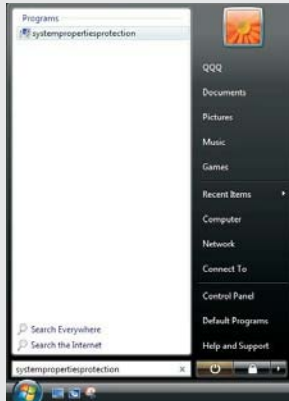 Programs
systempropertiesprotection
Search Everywhere
Search the Internet
systempropertiesprotection
QQQ
Documents
Pictures
Music
Games
Recent Items
Computer
Network
Connect To
Control Panel
Default Programs
Help and Support